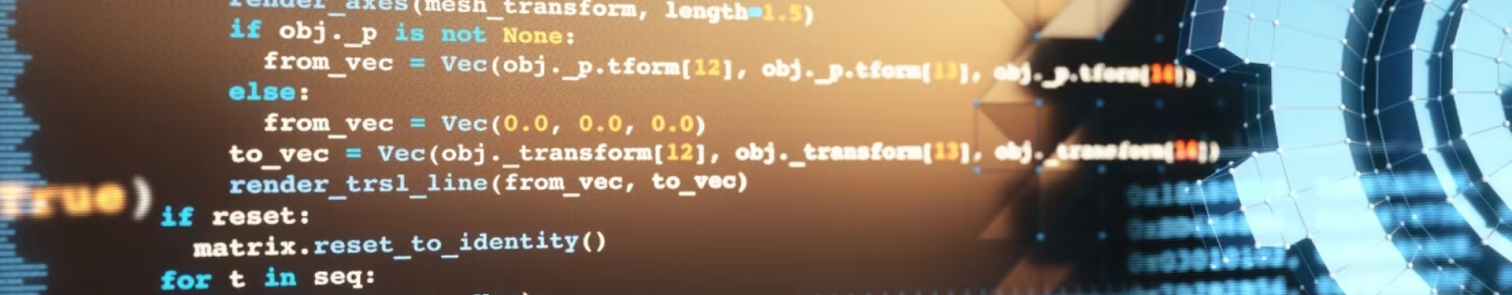 render_axes(mesh_transform, length=1.5)
if obj._p is not None:
from_vec = Vec(obj._p.tform[12], obj._p.tform[13], obj._p.tform[14])
else:
from_vec = Vec(0.0, 0.0, 0.0)
to_vec = Vec(obj._transform[12], obj._transform[13], obj._transform[14])
render_trsl_line(from_vec, to_vec)
True)
if reset:
matrix.reset_to_identity()
for t in seq: